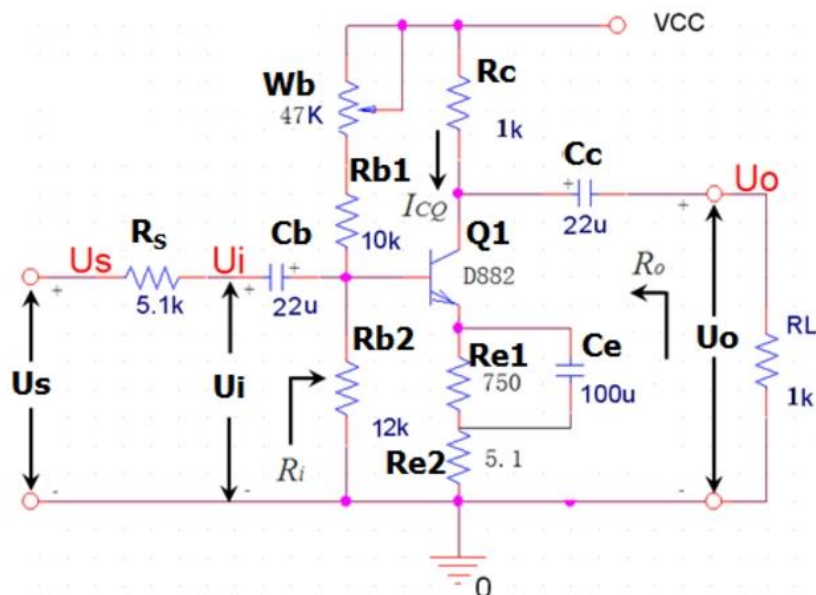 VCC
Wb
47K
Rc
1k
Cc
Rb1
ICQ
Uo
22u
Rs
Cb
Q1
Us
Ui
10k
D882
Ro
5.1k
22u
Rb2
Re1
Ce
Uo
RL
Us
Ui
750
100u
1k
12k
Ri
Re2
5.1
0